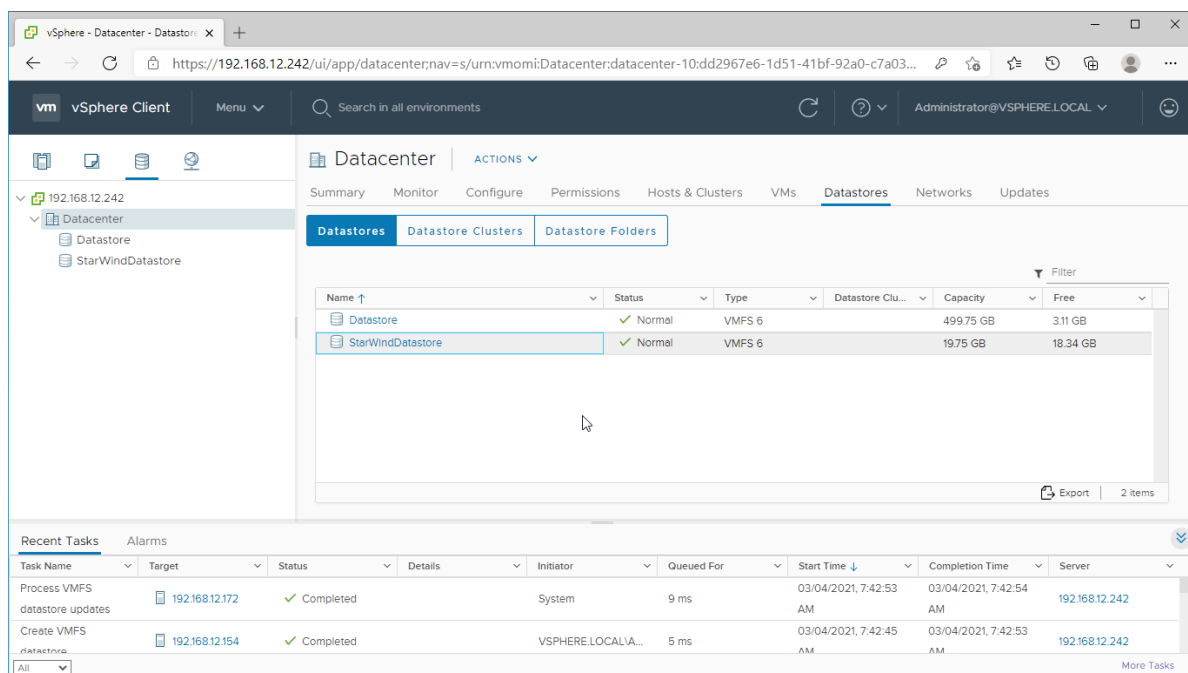 vSphere - Datacenter - Datastore
https://192.168.12.242/ui/app/datacenter;nav=s/urn:vmomi:Datacenter:datacenter-10:dd2967e6-1d51-41bf-92a0-c7a03...
vm vSphere Client Menu Search in all environments Administrator@VSPHERE.LOCAL
Datacenter ACTIONS
Summary Monitor Configure Permissions Hosts & Clusters VMs Datastores Networks Updates
192.168.12.242
Datacenter
Datastore
StarWindDatastore
Datastores Datastore Clusters Datastore Folders
Filter
Name ↑ Status Type Datastore Clu... Capacity Free
Datastore Normal VMFS 6 499.75 GB 3.11 GB
StarWindDatastore Normal VMFS 6 19.75 GB 18.34 GB
Export 2 items
Recent Tasks Alarms
Task Name Target Status Details Initiator Queued For Start Time ↓ Completion Time Server
Process VMFS datastore updates 192.168.12.172 Completed System 9 ms 03/04/2021, 7:42:53 AM 03/04/2021, 7:42:54 AM 192.168.12.242
Create VMFS datastore 192.168.12.154 Completed VSPHERE.LOCAL\A... 5 ms 03/04/2021, 7:42:45 AM 03/04/2021, 7:42:53 AM 192.168.12.242
All More Tasks